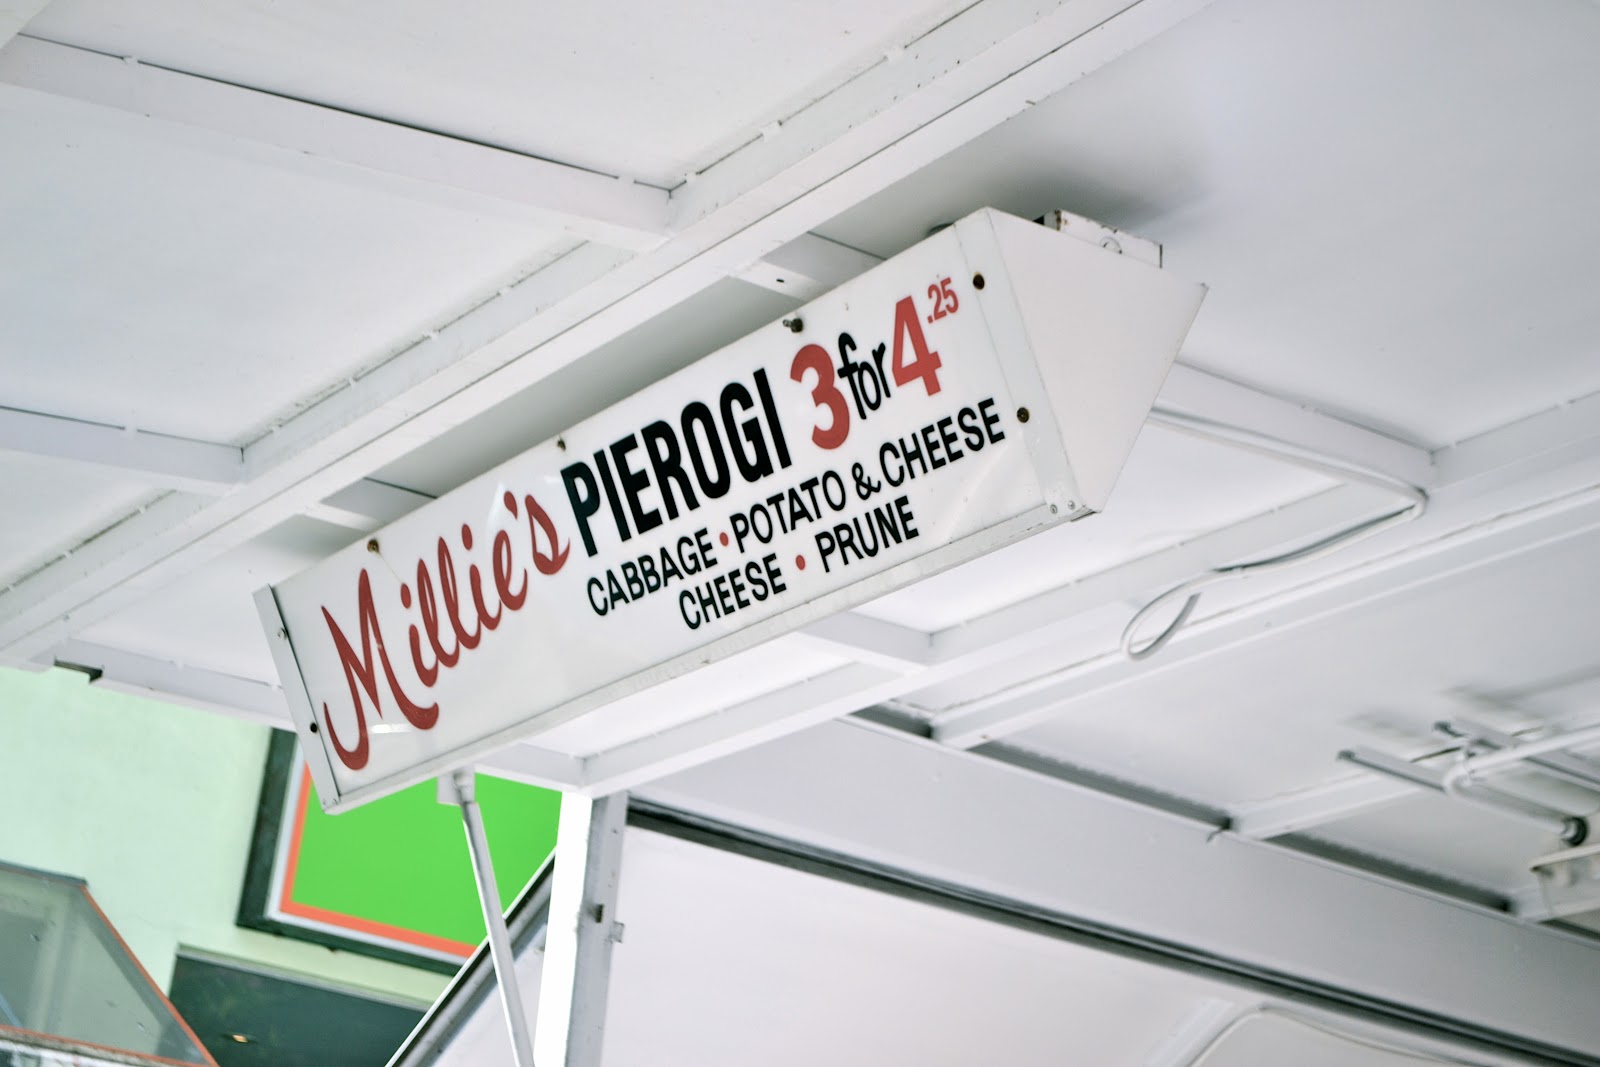 Millie's PIEROGI 3 for 4.25
CABBAGE • POTATO & CHEESE
CHEESE • PRUNE